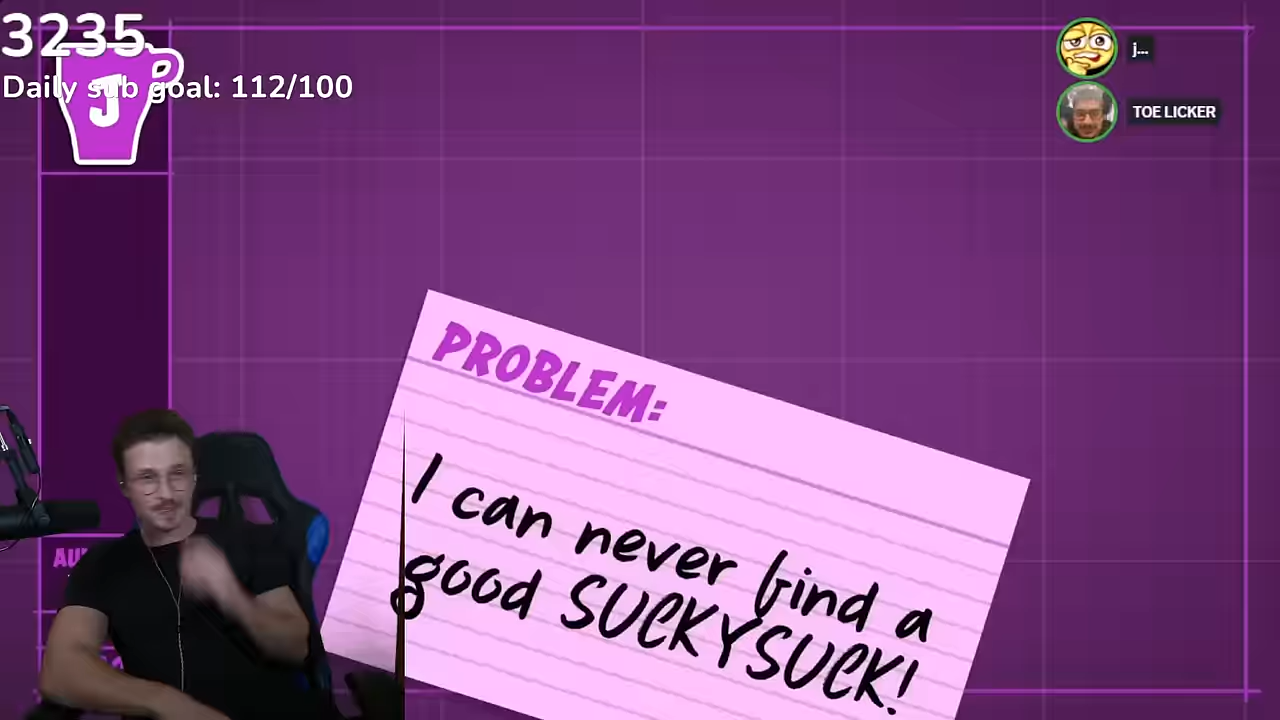 3235
J
Daily sub goal: 112/100
j...
TOE LICKER
PROBLEM:
I can never find a
good SUCKYSUCK!